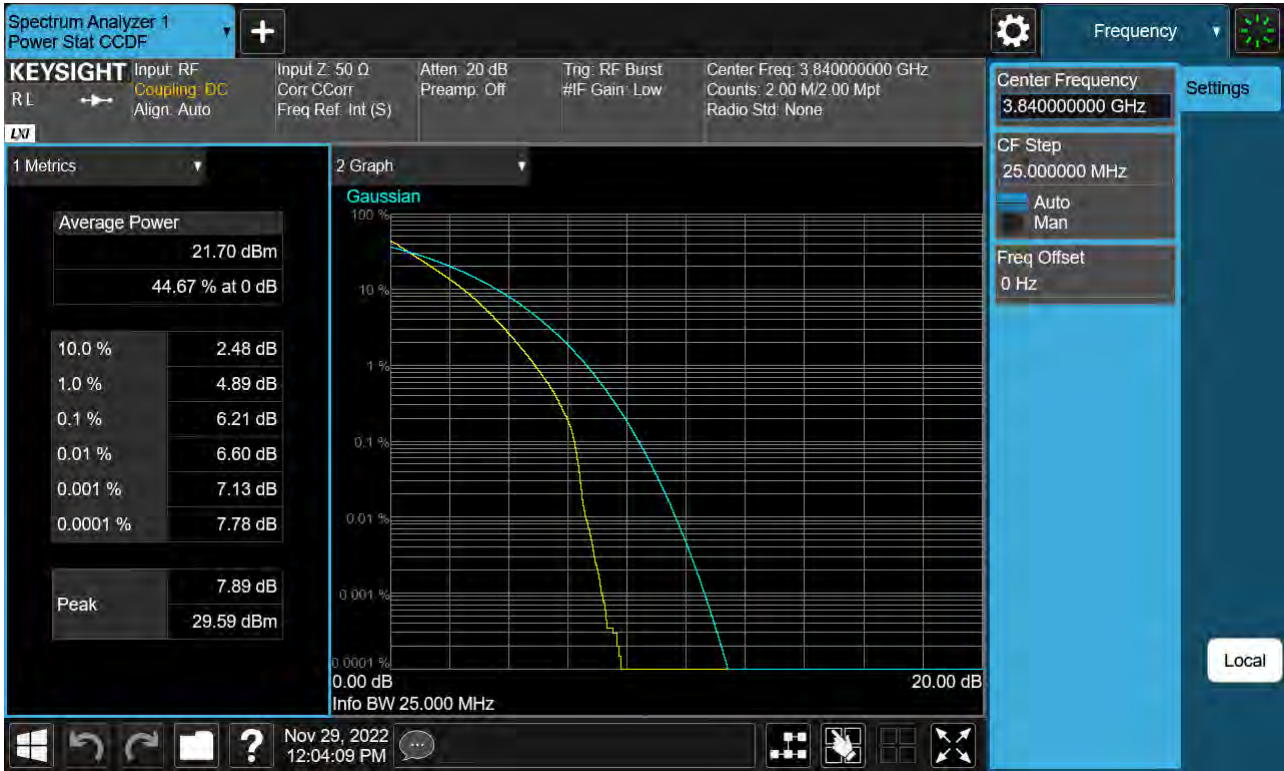 Spectrum Analyzer 1
Power Stat CCDF
Frequency
KEYSIGHT
RL
LXI
Input: RF
Coupling: DC
Align: Auto
Input Z: 50 Ω
Corr CCorr
Freq Ref: Int (S)
Atten: 20 dB
Preamp: Off
Trig: RF Burst
#IF Gain: Low
Center Freq: 3.840000000 GHz
Counts: 2.00 M/2.00 Mpt
Radio Std: None
Center Frequency
3.840000000 GHz
Settings
CF Step
25.000000 MHz
Auto
Man
Freq Offset
0 Hz
1 Metrics
Average Power
21.70 dBm
44.67 % at 0 dB
10.0 % 2.48 dB
1.0 % 4.89 dB
0.1 % 6.21 dB
0.01 % 6.60 dB
0.001 % 7.13 dB
0.0001 % 7.78 dB
Peak
7.89 dB
29.59 dBm
2 Graph
Gaussian
100 %
10 %
1 %
0.1 %
0.01 %
0.001 %
0.0001 %
0.00 dB
20.00 dB
Info BW 25.000 MHz
Local
?
Nov 29, 2022
12:04:09 PM